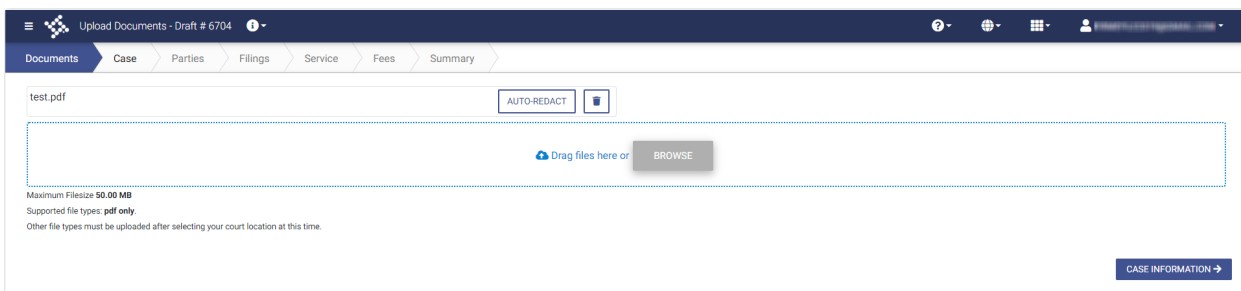 Upload Documents - Draft # 6704
Documents Case Parties Filings Service Fees Summary
test.pdf
AUTO-REDACT
Drag files here or BROWSE
Maximum Filesize 50.00 MB
Supported file types: pdf only.
Other file types must be uploaded after selecting your court location at this time.
CASE INFORMATION